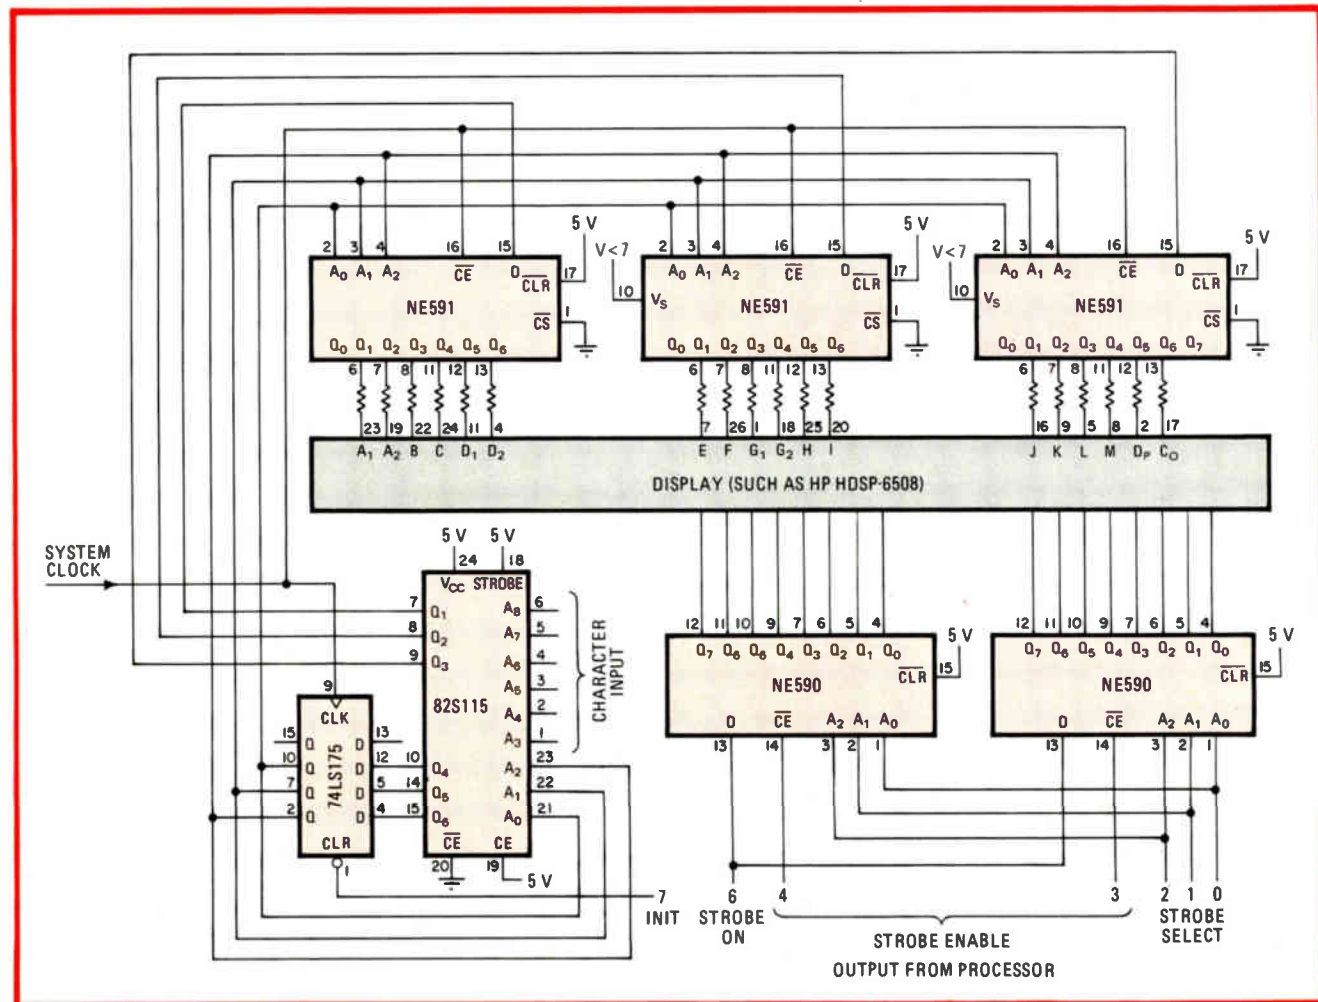 5 V
5 V
5 V
2 3 4 16 15
V<7
2 3 4 16 15
V<7
2 3 4 16 15
A0 A1 A2 CE D CLR 17
10 VS A0 A1 A2 CE D CLR 17
10 VS A0 A1 A2 CE D CLR 17
NE591
NE591
NE591
CS 1
CS 1
CS 1
Q0 Q1 Q2 Q3 Q4 Q5 Q6
Q0 Q1 Q2 Q3 Q4 Q5 Q6
Q0 Q1 Q2 Q3 Q4 Q5 Q6 Q7
6 7 8 11 12 13
6 7 8 11 12 13
6 7 8 11 12 13
23 19 22 24 11 4
7 26 1 18 25 20
16 9 5 8 2 17
A1 A2 B C D1 D2
E F G1 G2 H I
J K L M DP CO
DISPLAY (SUCH AS HP HDSP-6508)
SYSTEM
CLOCK
5 V 5 V
24 18
VCC STROBE
7 Q1 A8 6
8 Q2 A7 5
9 Q3 A6 4
A5 3
82S115
A4 2
A3 1
10 Q4 A2 23
14 Q5 A1 22
15 Q6 A0 21
CE CE
20 19
5 V
CHARACTER
INPUT
9
CLK
15 Q D 13
10 Q D 12
7 Q D 5
2 Q D 4
74LS175
CLR
1
12 11 10 9 7 6 5 4
Q7 Q6 Q6 Q4 Q3 Q2 Q1 Q0
5 V
CLR 15
NE590
D CE A2 A1 A0
13 14 3 2 1
12 11 10 9 7 6 5 4
Q7 Q6 Q5 Q4 Q3 Q2 Q1 Q0
5 V
CLR 15
NE590
D CE A2 A1 A0
13 14 3 2 1
7
INIT
6
STROBE
ON
4 3
2 1 0
STROBE
SELECT
STROBE ENABLE
OUTPUT FROM PROCESSOR